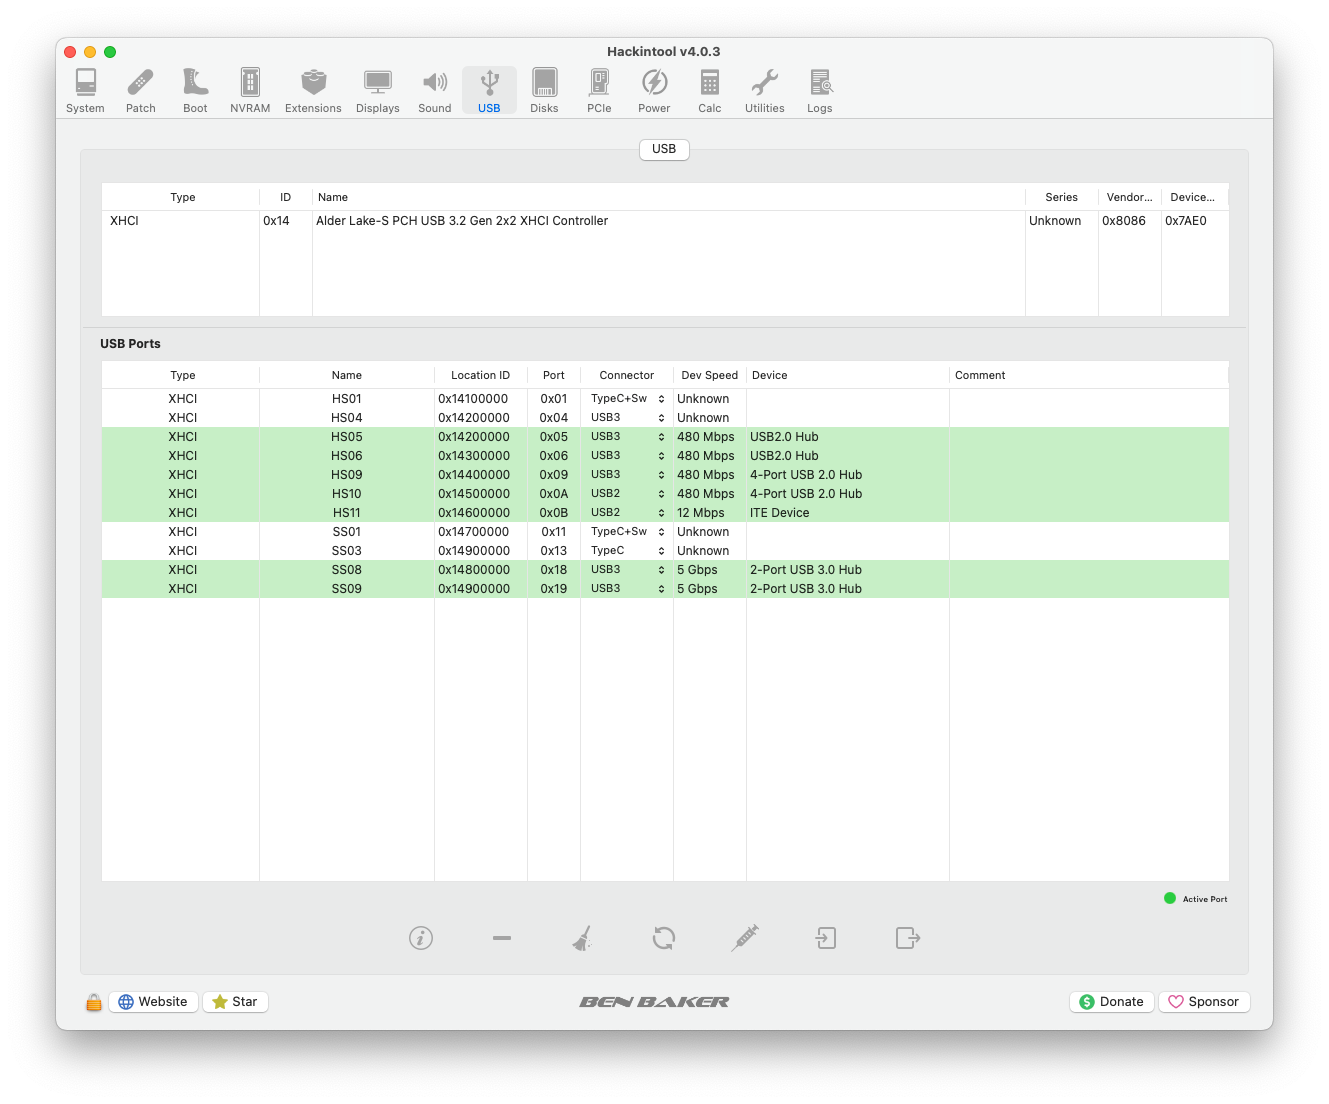 Hackintool v4.0.3
System Patch Boot NVRAM Extensions Displays Sound USB Disks PCIe Power Calc Utilities Logs
USB
Type ID Name Series Vendor... Device...
XHCI 0x14 Alder Lake-S PCH USB 3.2 Gen 2x2 XHCI Controller Unknown 0x8086 0x7AE0
USB Ports
Type Name Location ID Port Connector Dev Speed Device Comment
XHCI HS01 0x14100000 0x01 TypeC+Sw Unknown
XHCI HS04 0x14200000 0x04 USB3 Unknown
XHCI HS05 0x14200000 0x05 USB3 480 Mbps USB2.0 Hub
XHCI HS06 0x14300000 0x06 USB3 480 Mbps USB2.0 Hub
XHCI HS09 0x14400000 0x09 USB3 480 Mbps 4-Port USB 2.0 Hub
XHCI HS10 0x14500000 0x0A USB2 480 Mbps 4-Port USB 2.0 Hub
XHCI HS11 0x14600000 0x0B USB2 12 Mbps ITE Device
XHCI SS01 0x14700000 0x11 TypeC+Sw Unknown
XHCI SS03 0x14900000 0x13 TypeC Unknown
XHCI SS08 0x14800000 0x18 USB3 5 Gbps 2-Port USB 3.0 Hub
XHCI SS09 0x14900000 0x19 USB3 5 Gbps 2-Port USB 3.0 Hub
Active Port
Website Star BEN BAKER Donate Sponsor